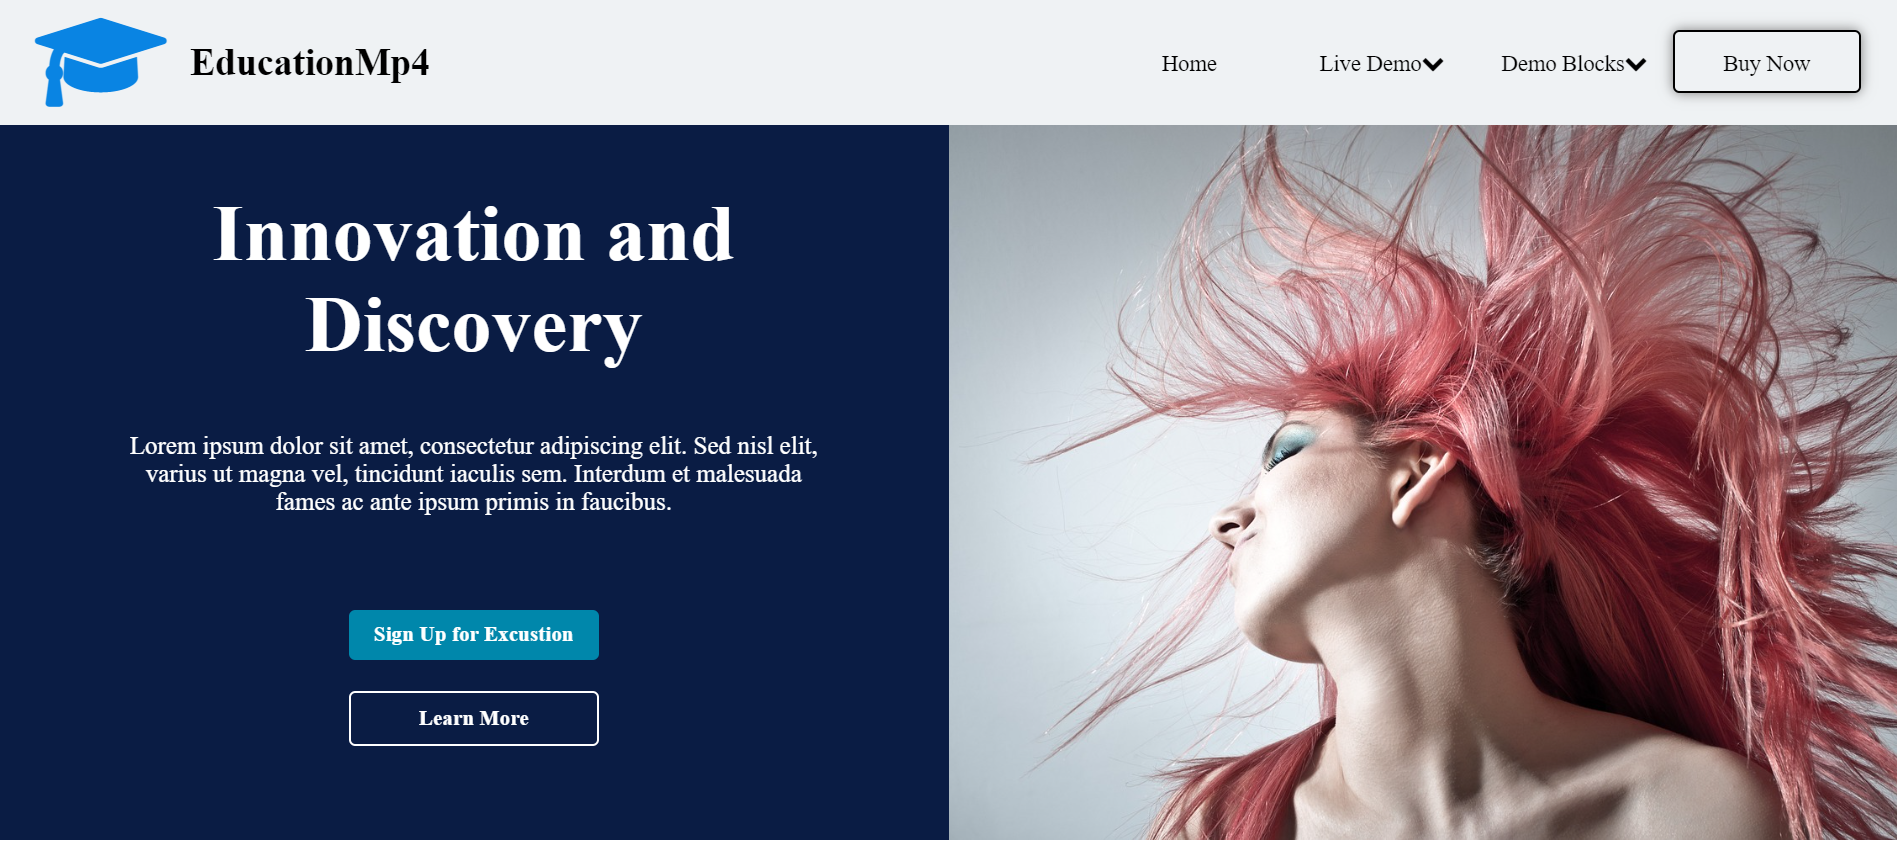 EducationMp4
Home
Live Demo
Demo Blocks
Buy Now
Innovation and
Discovery
Lorem ipsum dolor sit amet, consectetur adipiscing elit. Sed nisl elit,
varius ut magna vel, tincidunt iaculis sem. Interdum et malesuada
fames ac ante ipsum primis in faucibus.
Sign Up for Excustion
Learn More